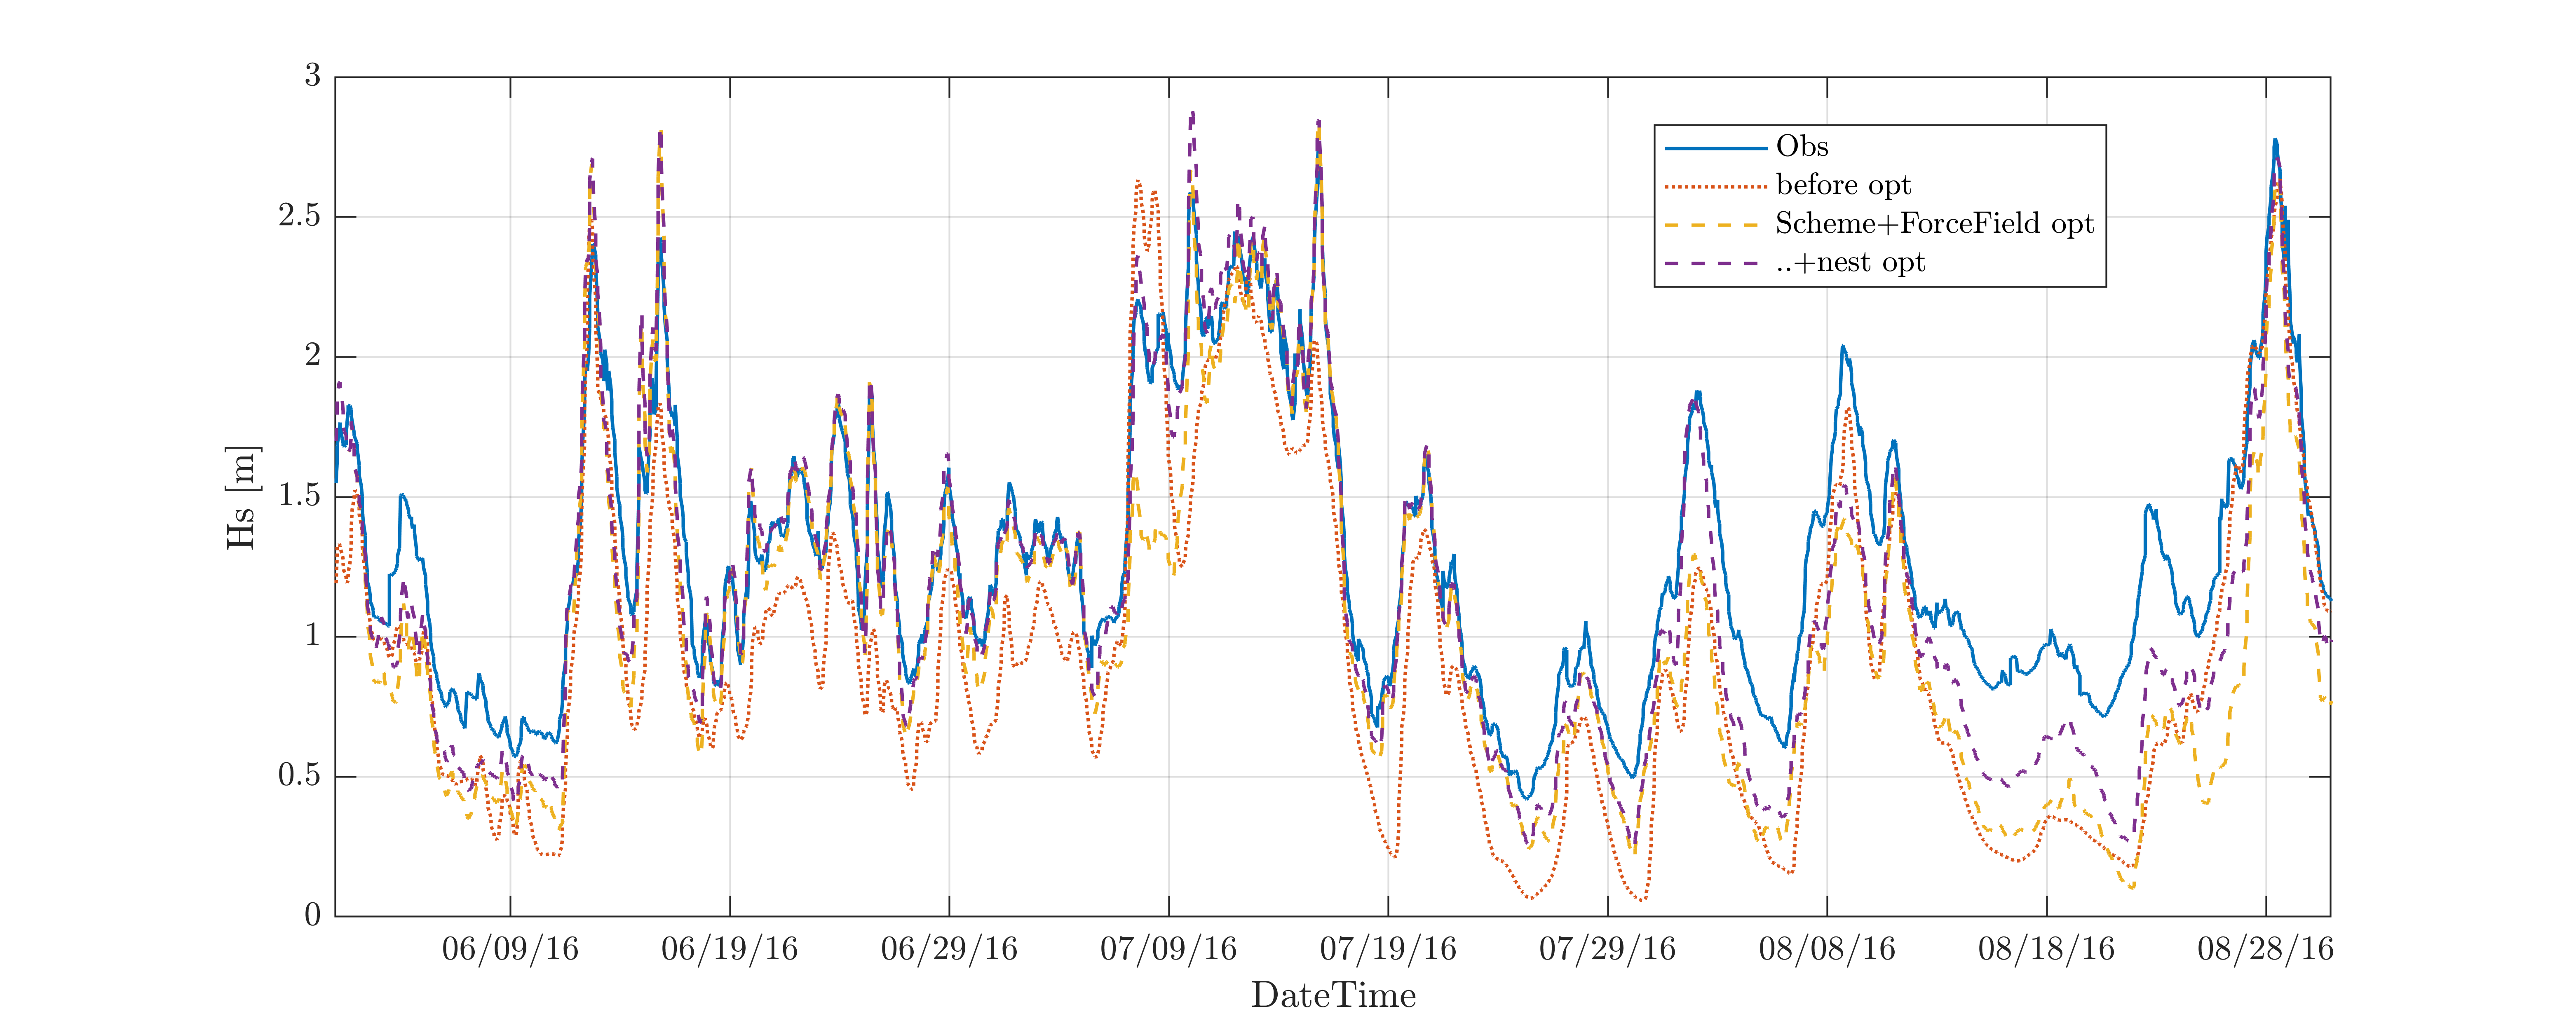 3
2.5
2
1.5
1
0.5
0
Hs [m]
Obs
before opt
Scheme+ForceField opt
..+nest opt
06/09/16
06/19/16
06/29/16
07/09/16
07/19/16
07/29/16
08/08/16
08/18/16
08/28/16
DateTime